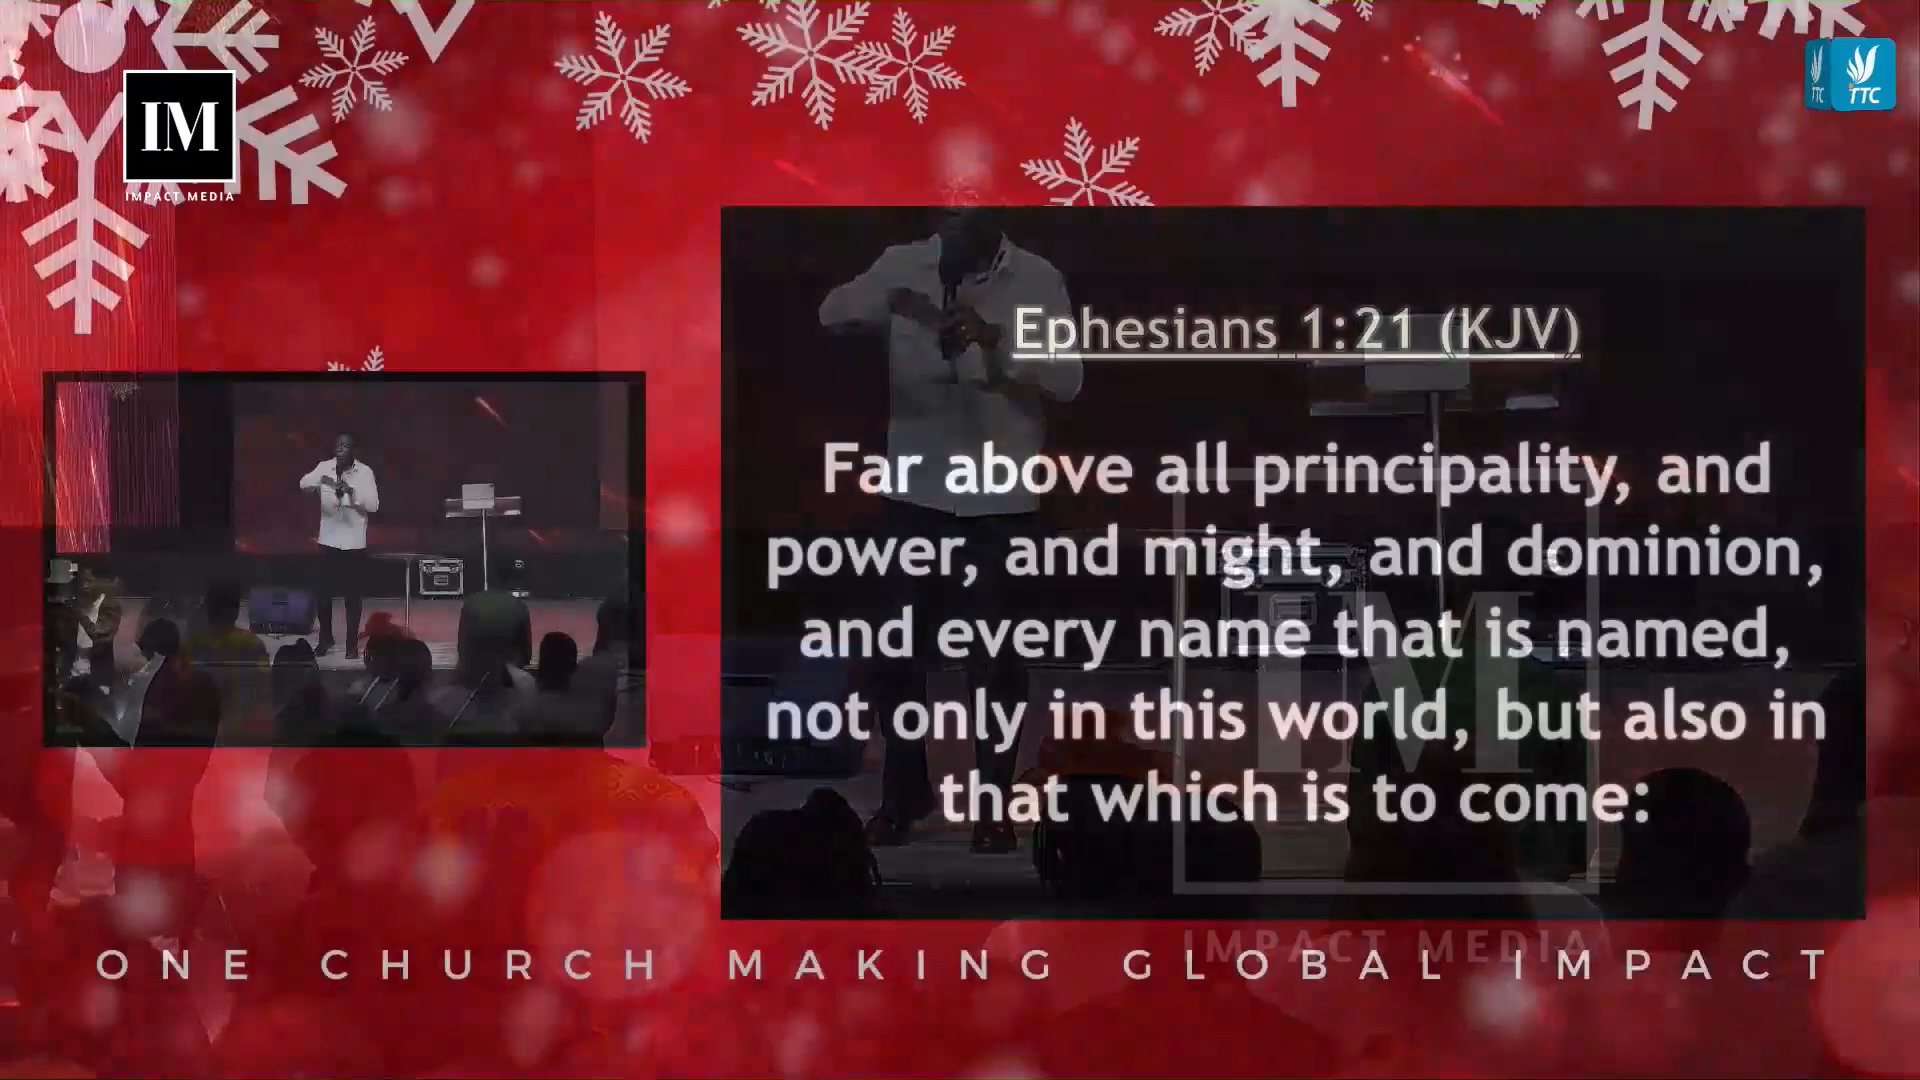 IM
IMPACT MEDIA
TTC
TTC
Ephesians 1:21 (KJV)
Far above all principality, and
power, and might, and dominion,
and every name that is named,
not only in this world, but also in
that which is to come:
IM
IMPACT MEDIA
ONE CHURCH MAKING GLOBAL IMPACT